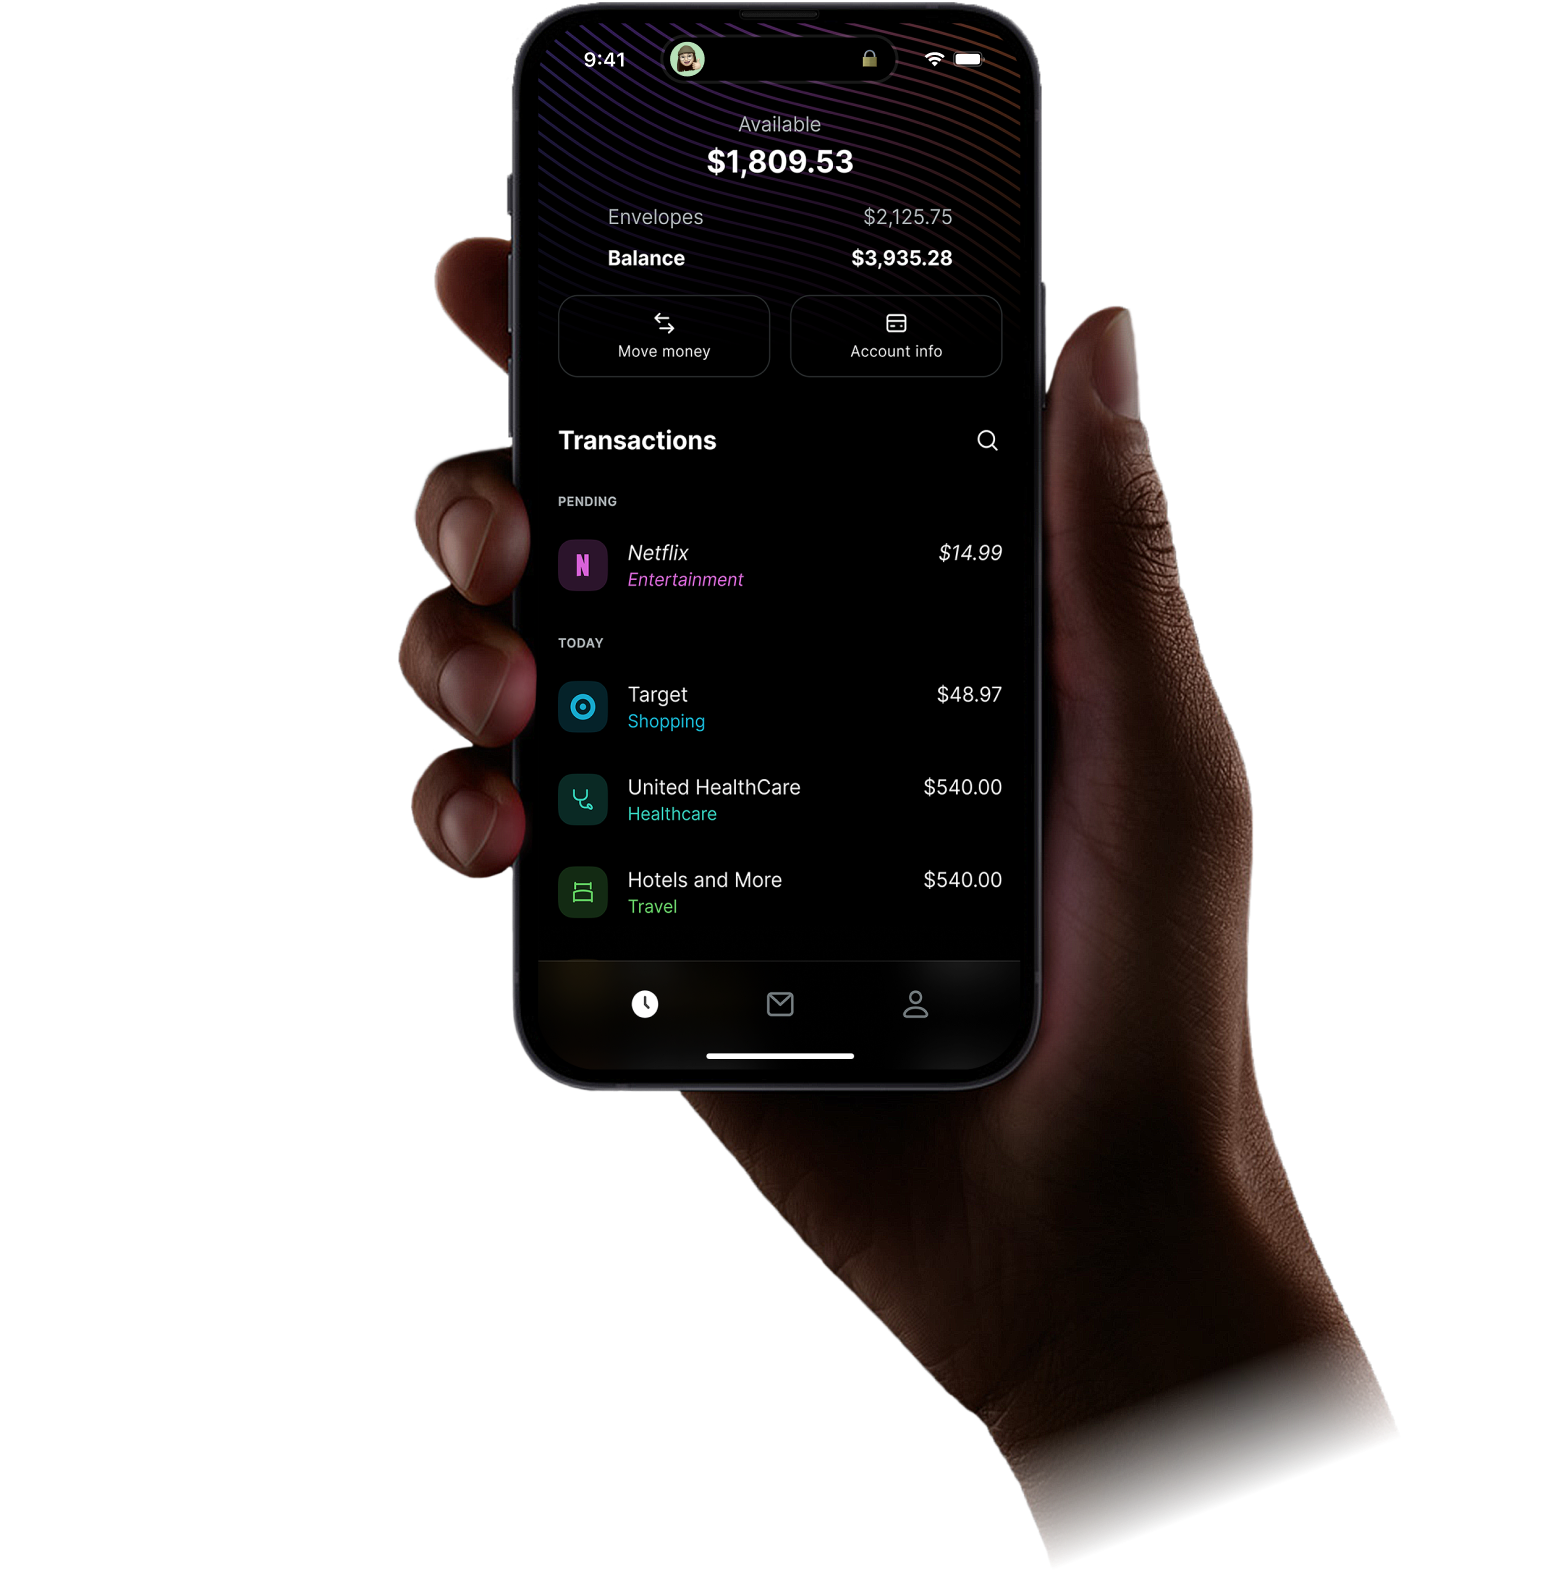 9:41
Available
$1,809.53
Envelopes $2,125.75
Balance $3,935.28
Move money Account info
Transactions
PENDING
N
Netflix $14.99
Entertainment
TODAY
Target $48.97
Shopping
United HealthCare $540.00
Healthcare
Hotels and More $540.00
Travel